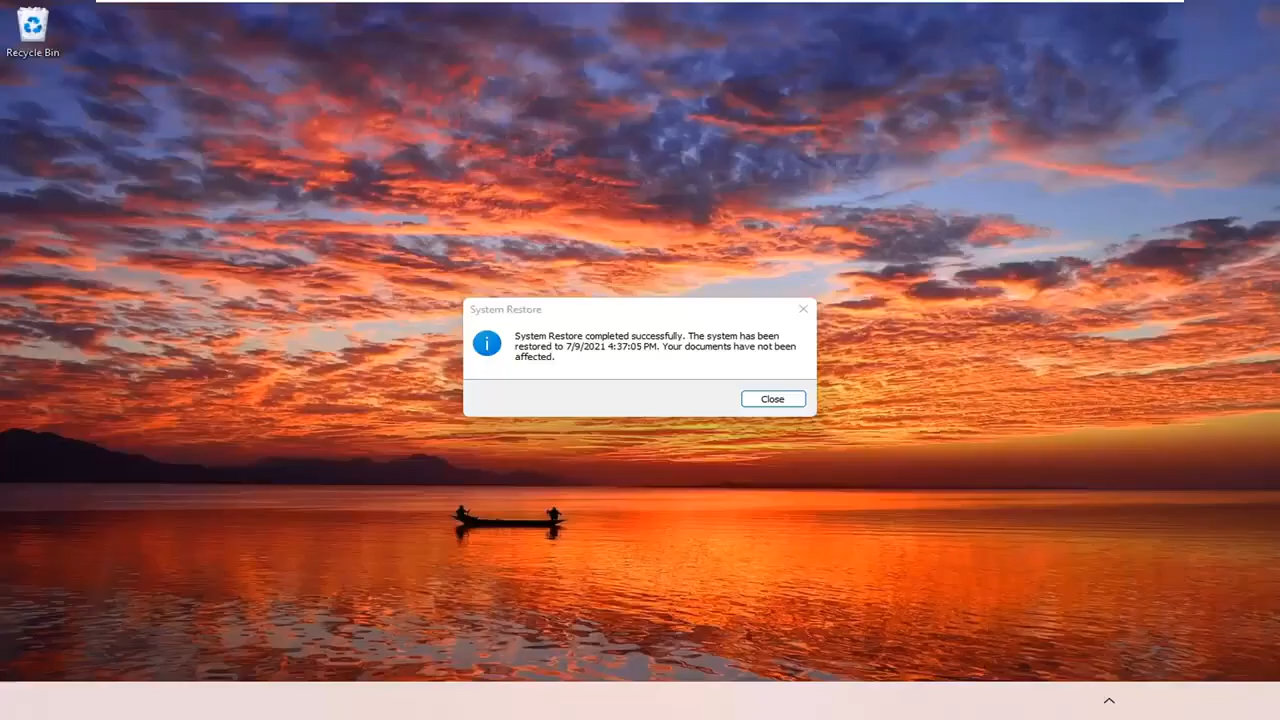 Recycle Bin
System Restore
System Restore completed successfully. The system has been
restored to 7/9/2021 4:37:05 PM. Your documents have not been
affected.
Close